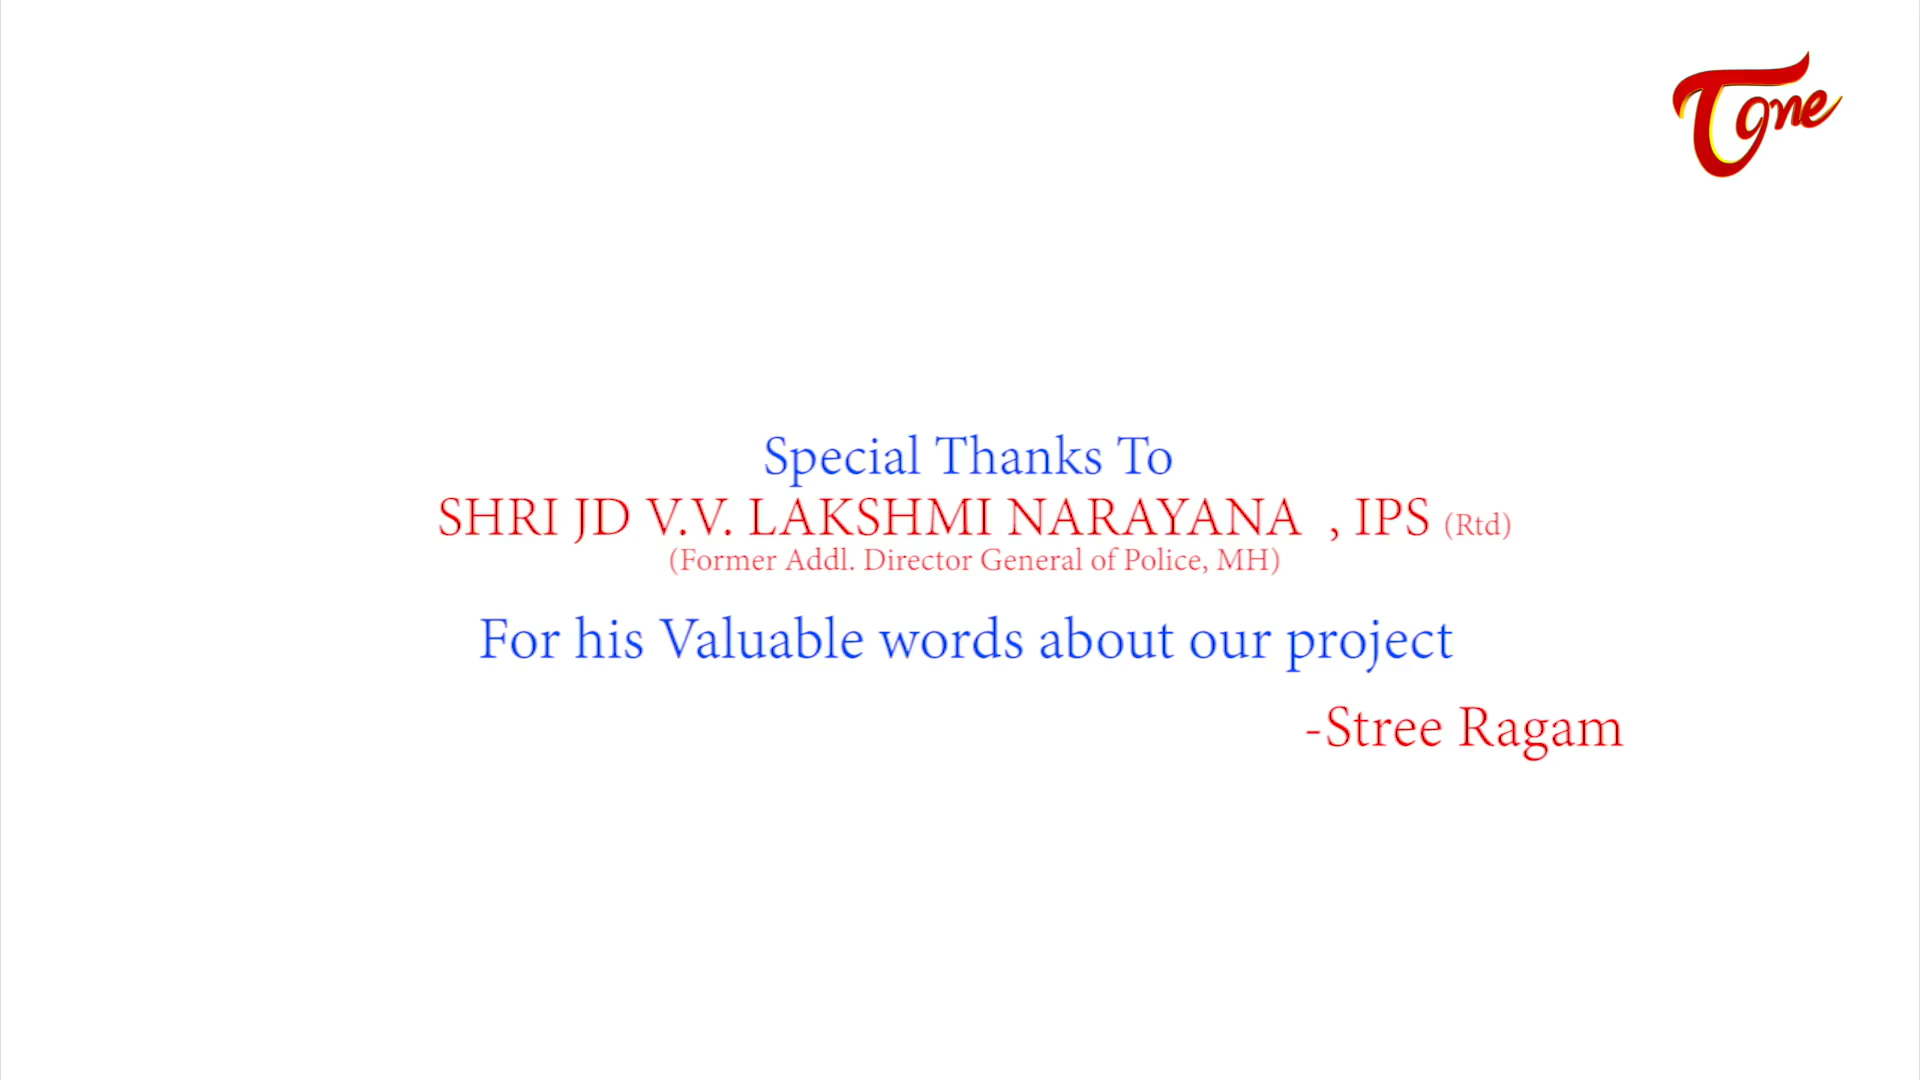 Tone
Special Thanks To
SHRI JD V.V. LAKSHMI NARAYANA , IPS (Rtd)
(Former Addl. Director General of Police, MH)
For his Valuable words about our project
-Stree Ragam